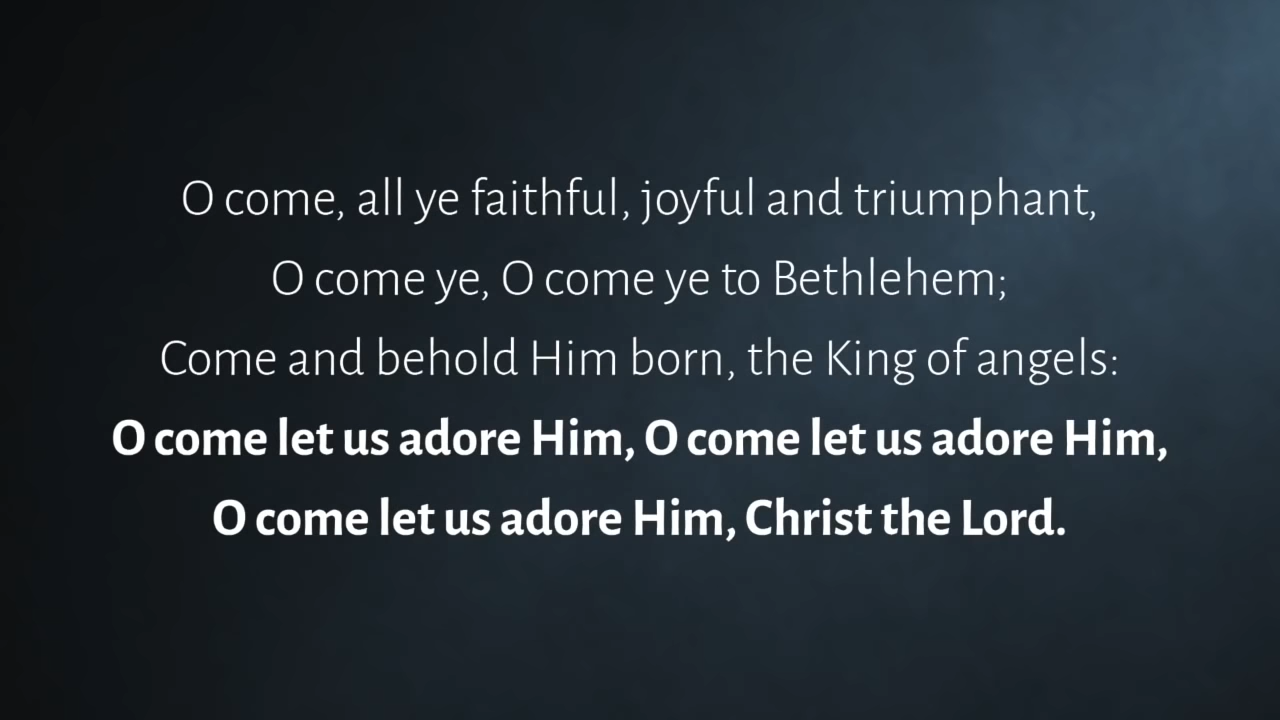 O come, all ye faithful, joyful and triumphant,
O come ye, O come ye to Bethlehem;
Come and behold Him born, the King of angels:
O come let us adore Him, O come let us adore Him,
O come let us adore Him, Christ the Lord.